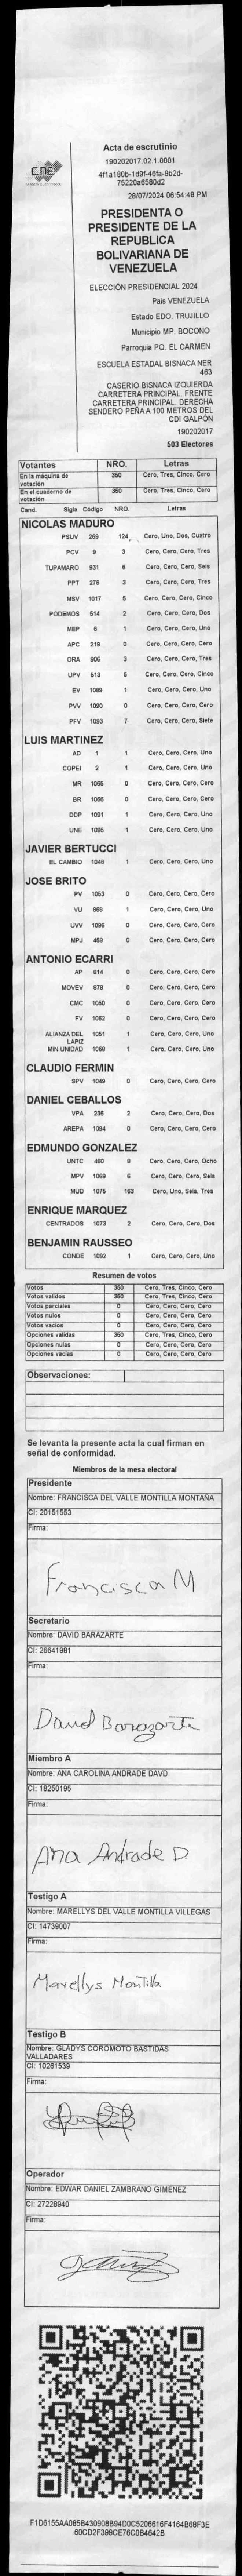 CNE
Acta de escrutinio
190202017.02.1.0001
4f1a180b-1d9f-46fa-9b2d-
75220a6580d2
28/07/2024 06:54:48 PM
PRESIDENTA O
PRESIDENTE DE LA
REPUBLICA
BOLIVARIANA DE
VENEZUELA
ELECCIÓN PRESIDENCIAL 2024
Pais VENEZUELA
Estado EDO. TRUJILLO
Municipio MP. BOCONO
Parroquia PQ. EL CARMEN
ESCUELA ESTADAL BISNACA NER
463
CASERIO BISNACA IZQUIERDA
CARRETERA PRINCIPAL. FRENTE
CARRETERA PRINCIPAL. DERECHA
SENDERO PEÑA A 100 METROS DEL
CDI GALPÓN
190202017
503 Electores
Votantes NRO. Letras
En la máquina de votación 350 Cero, Tres, Cinco, Cero
En el cuaderno de votación 350 Cero, Tres, Cinco, Cero
Cand. Sigla Código NRO. Letras
NICOLAS MADURO
PSUV 269 124 Cero, Uno, Dos, Cuatro
PCV 9 3 Cero, Cero, Cero, Tres
TUPAMARO 931 6 Cero, Cero, Cero, Seis
PPT 276 3 Cero, Cero, Cero, Tres
MSV 1017 5 Cero, Cero, Cero, Cinco
PODEMOS 514 2 Cero, Cero, Cero, Dos
MEP 6 1 Cero, Cero, Cero, Uno
APC 219 0 Cero, Cero, Cero, Cero
ORA 906 3 Cero, Cero, Cero, Tres
UPV 513 5 Cero, Cero, Cero, Cinco
EV 1089 1 Cero, Cero, Cero, Uno
PVV 1090 0 Cero, Cero, Cero, Cero
PFV 1093 7 Cero, Cero, Cero, Siete
LUIS MARTINEZ
AD 1 1 Cero, Cero, Cero, Uno
COPEI 2 1 Cero, Cero, Cero, Uno
MR 1065 0 Cero, Cero, Cero, Cero
BR 1066 0 Cero, Cero, Cero, Cero
DDP 1091 1 Cero, Cero, Cero, Uno
UNE 1095 1 Cero, Cero, Cero, Uno
JAVIER BERTUCCI
EL CAMBIO 1048 1 Cero, Cero, Cero, Uno
JOSE BRITO
PV 1053 0 Cero, Cero, Cero, Cero
VU 868 1 Cero, Cero, Cero, Uno
UVV 1096 0 Cero, Cero, Cero, Cero
MPJ 458 0 Cero, Cero, Cero, Cero
ANTONIO ECARRI
AP 814 0 Cero, Cero, Cero, Cero
MOVEV 878 0 Cero, Cero, Cero, Cero
CMC 1050 0 Cero, Cero, Cero, Cero
FV 1082 0 Cero, Cero, Cero, Cero
ALIANZA DEL LAPIZ 1051 1 Cero, Cero, Cero, Uno
MIN UNIDAD 1068 1 Cero, Cero, Cero, Uno
CLAUDIO FERMIN
SPV 1049 0 Cero, Cero, Cero, Cero
DANIEL CEBALLOS
VPA 236 2 Cero, Cero, Cero, Dos
AREPA 1094 0 Cero, Cero, Cero, Cero
EDMUNDO GONZALEZ
UNTC 460 8 Cero, Cero, Cero, Ocho
MPV 1069 6 Cero, Cero, Cero, Seis
MUD 1075 163 Cero, Uno, Seis, Tres
ENRIQUE MARQUEZ
CENTRADOS 1073 2 Cero, Cero, Cero, Dos
BENJAMIN RAUSSEO
CONDE 1092 1 Cero, Cero, Cero, Uno
Resumen de votos
Votos 350 Cero, Tres, Cinco, Cero
Votos validos 350 Cero, Tres, Cinco, Cero
Votos parciales 0 Cero, Cero, Cero, Cero
Votos nulos 0 Cero, Cero, Cero, Cero
Votos vacios 0 Cero, Cero, Cero, Cero
Opciones validas 350 Cero, Tres, Cinco, Cero
Opciones nulas 0 Cero, Cero, Cero, Cero
Opciones vacias 0 Cero, Cero, Cero, Cero
Observaciones:
Se levanta la presente acta la cual firman en
señal de conformidad.
Miembros de la mesa electoral
Presidente
Nombre: FRANCISCA DEL VALLE MONTILLA MONTAÑA
CI: 20151553
Firma:
Francisca M
Secretario
Nombre: DAVID BARAZARTE
CI: 26641981
Firma:
David Barazarte
Miembro A
Nombre: ANA CAROLINA ANDRADE DAVD
CI: 18250195
Firma:
Ana Andrade D
Testigo A
Nombre: MARELLYS DEL VALLE MONTILLA VILLEGAS
CI: 14739007
Firma:
Marellys Montilla
Testigo B
Nombre: GLADYS COROMOTO BASTIDAS
VALLADARES
CI: 10261539
Firma:
Operador
Nombre: EDWAR DANIEL ZAMBRANO GIMENEZ
CI: 27228940
Firma:
F1D6155AA085B430908B94D0C5206616F4164B68F3E
60CD2F399CE76C0B4642B